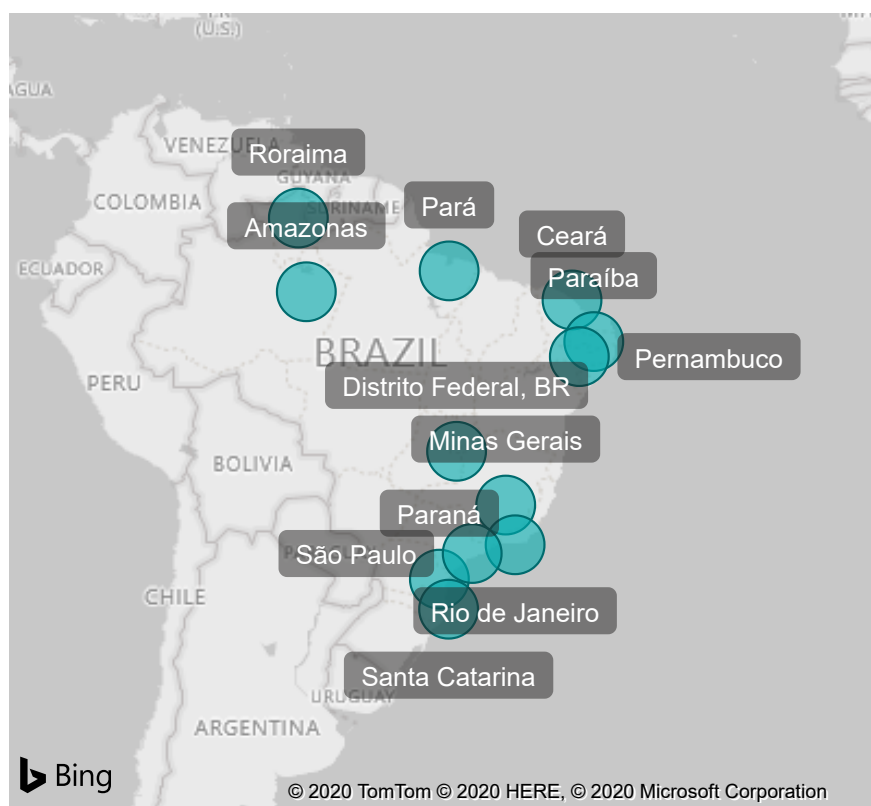 (U.S.)
AGUA
VENEZUELA
Roraima
GUYANA
COLOMBIA
SURINAME
Pará
Amazonas
Ceará
ECUADOR
Paraíba
BRAZIL
Pernambuco
PERU
Distrito Federal, BR
Minas Gerais
BOLIVIA
Paraná
São Paulo
CHILE
Rio de Janeiro
Santa Catarina
URUGUAY
ARGENTINA
Bing
© 2020 TomTom © 2020 HERE, © 2020 Microsoft Corporation